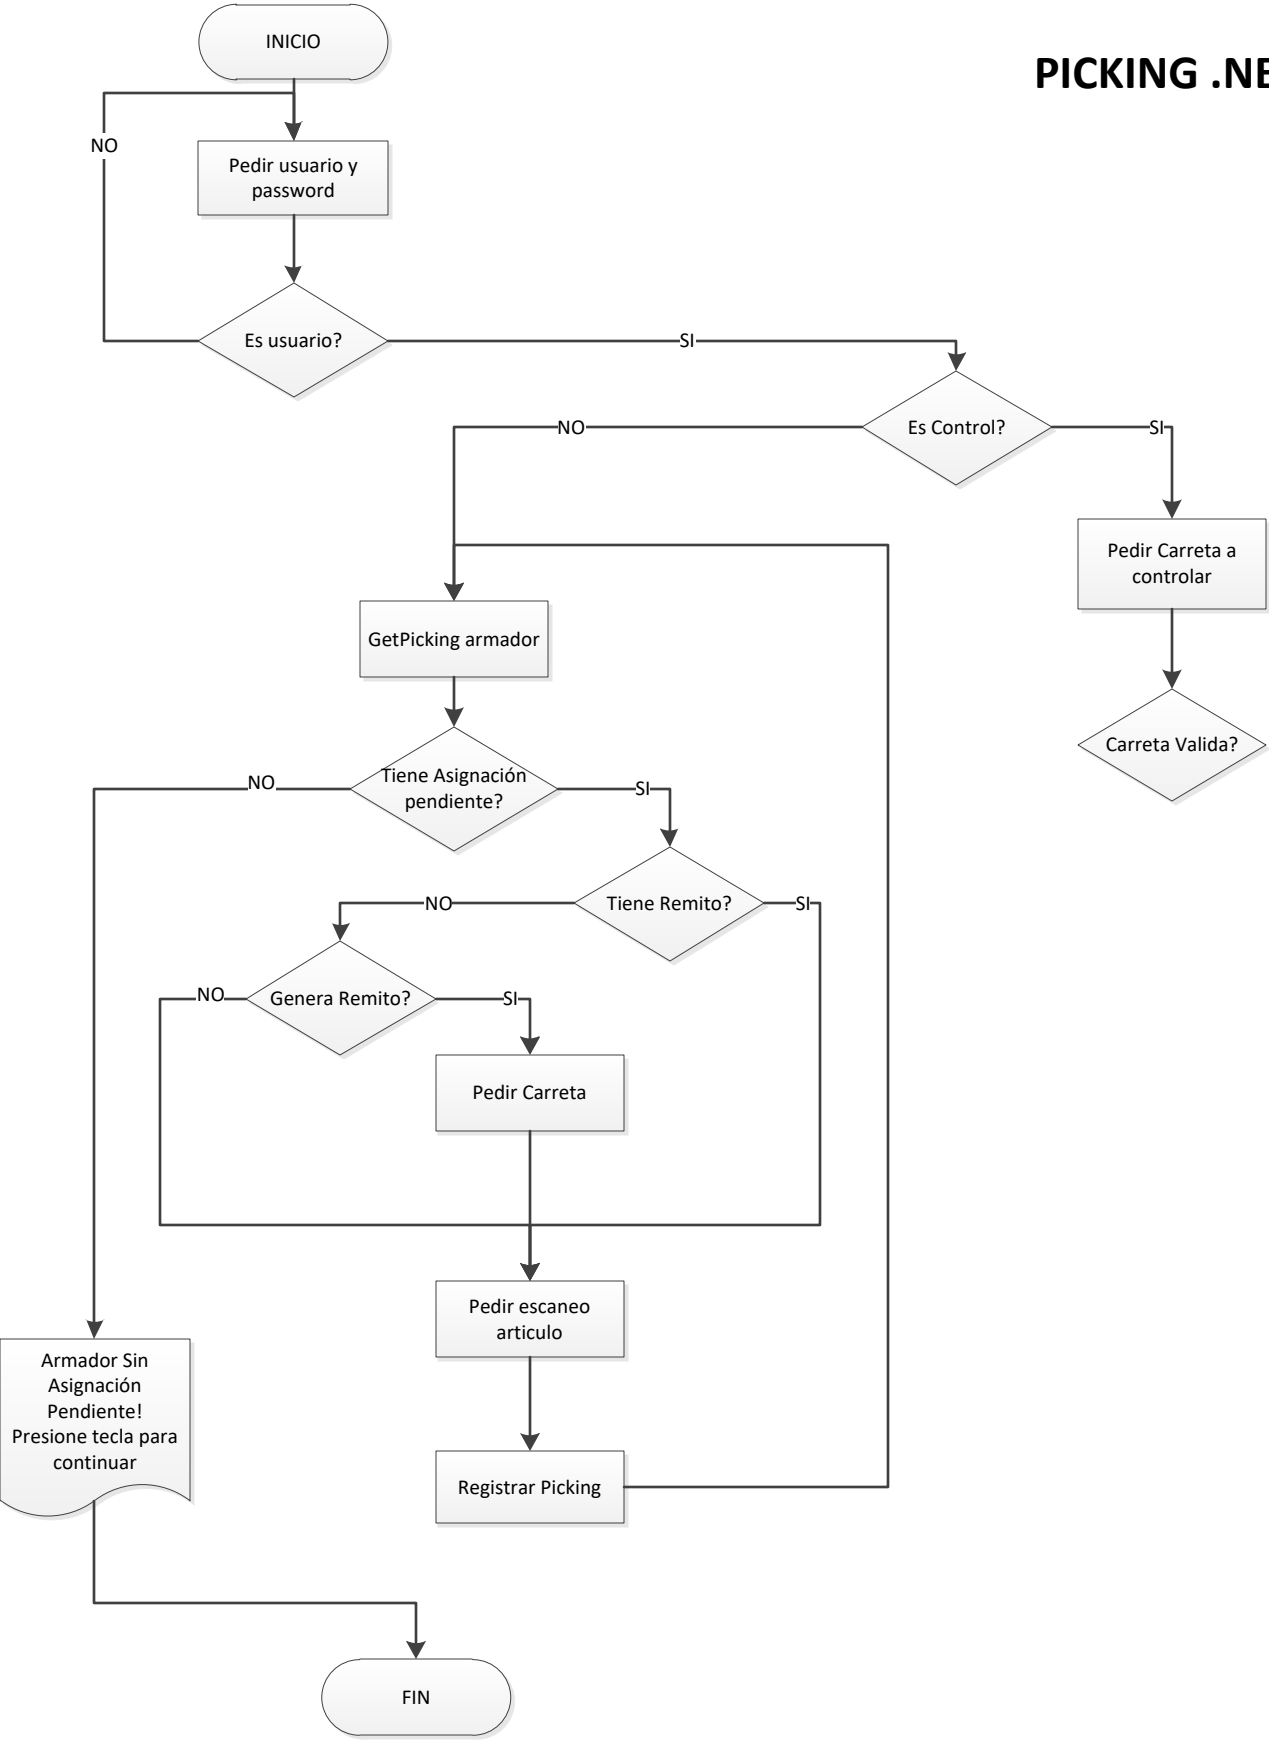 INICIO
PICKING .NE
NO
Pedir usuario y
password
Es usuario?
SI
Es Control?
NO
SI
Pedir Carreta a
controlar
GetPicking armador
Carreta Valida?
Tiene Asignación
pendiente?
NO
SI
Tiene Remito?
NO
SI
Genera Remito?
NO
SI
Pedir Carreta
Pedir escaneo
articulo
Armador Sin
Asignación
Pendiente!
Presione tecla para
continuar
Registrar Picking
FIN